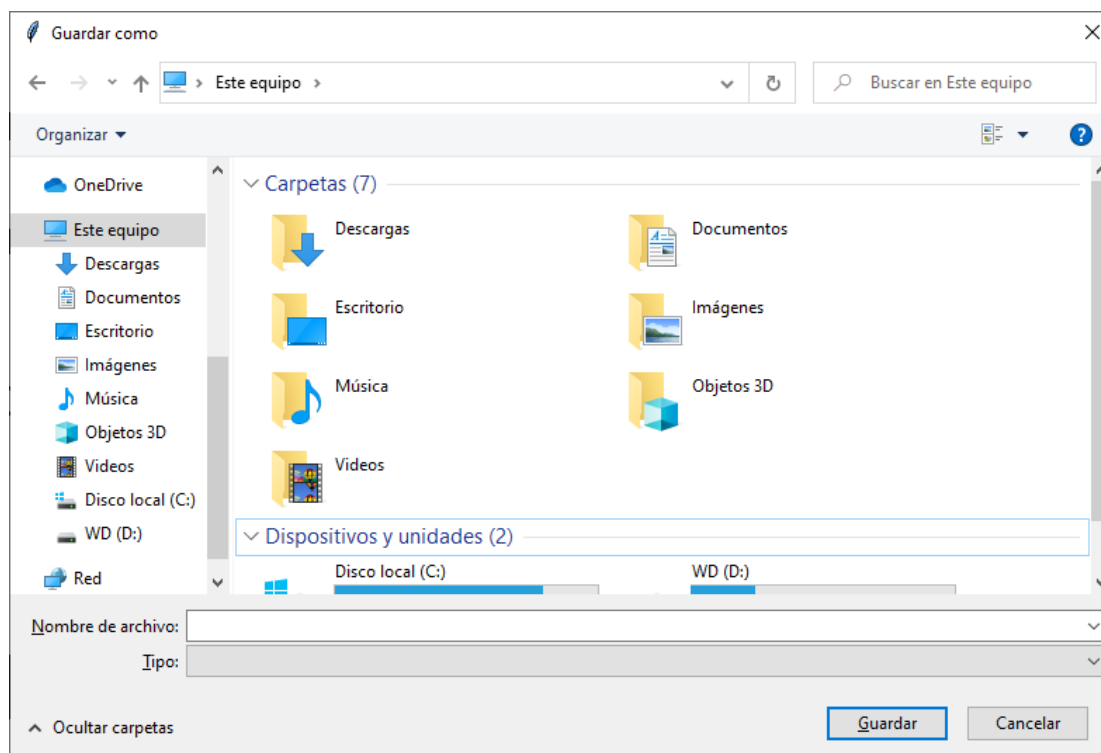 Guardar como
Este equipo
Buscar en Este equipo
Organizar
OneDrive
Este equipo
Descargas
Documentos
Escritorio
Imágenes
Música
Objetos 3D
Videos
Disco local (C:)
WD (D:)
Red
Carpetas (7)
Descargas
Documentos
Escritorio
Imágenes
Música
Objetos 3D
Videos
Dispositivos y unidades (2)
Disco local (C:)
WD (D:)
Nombre de archivo:
Tipo:
Ocultar carpetas
Guardar
Cancelar